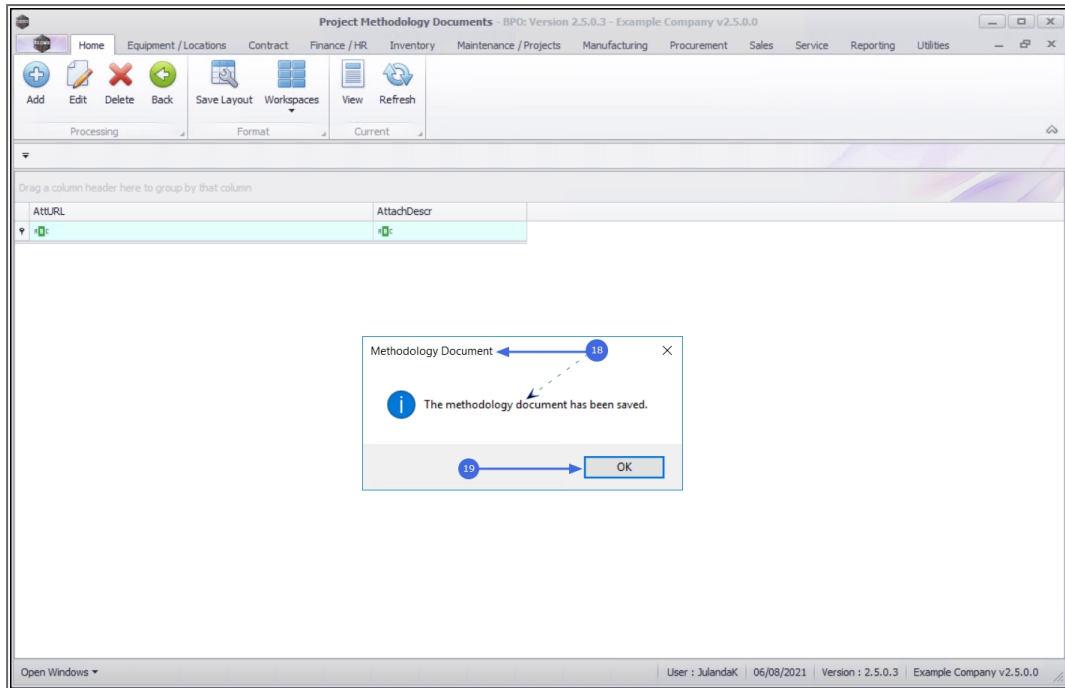 Project Methodology Documents - BPO: Version 2.5.0.3 - Example Company v2.5.0.0
Home Equipment / Locations Contract Finance / HR Inventory Maintenance / Projects Manufacturing Procurement Sales Service Reporting Utilities
Add Edit Delete Back Save Layout Workspaces View Refresh
Processing Format Current
Drag a column header here to group by that column
AttURL AttachDescr
Methodology Document 18
The methodology document has been saved.
19 OK
Open Windows User : JulandaK 06/08/2021 Version : 2.5.0.3 Example Company v2.5.0.0